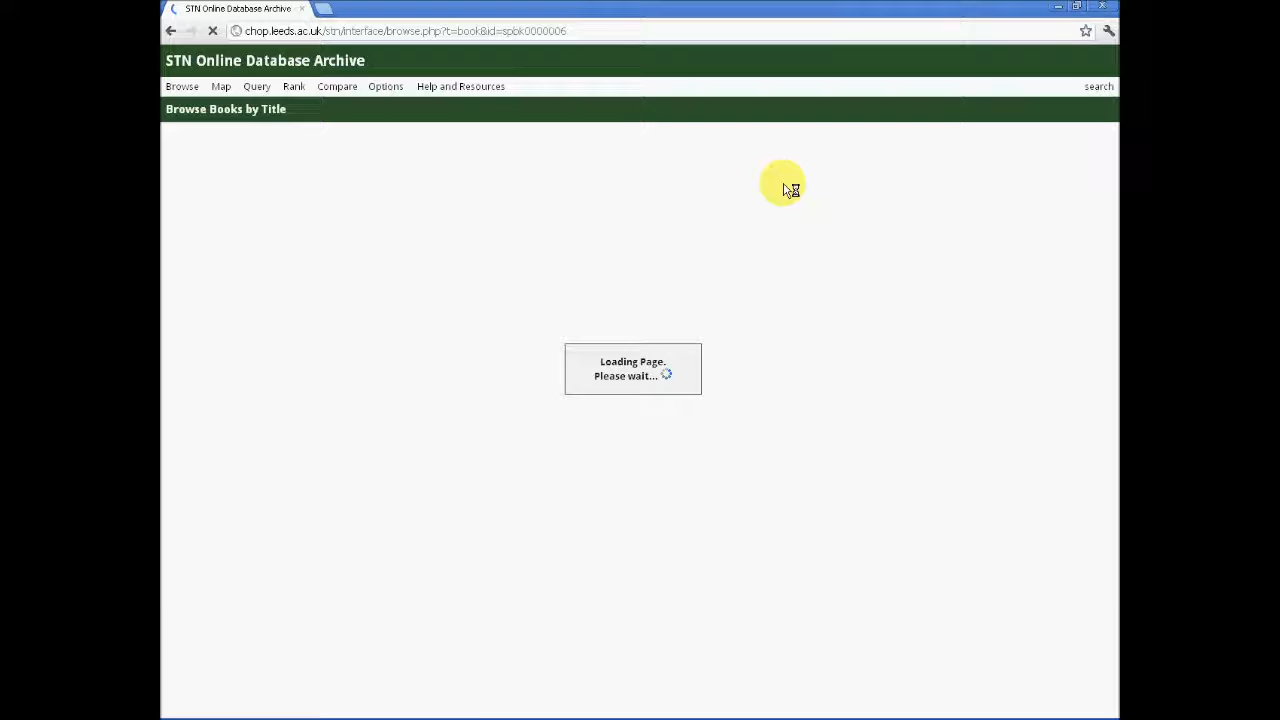 STN Online Database Archive
chop.leeds.ac.uk/stn/interface/browse.php?t=book&id=spbk0000006
STN Online Database Archive
Browse Map Query Rank Compare Options Help and Resources search
Browse Books by Title
Loading Page.
Please wait...